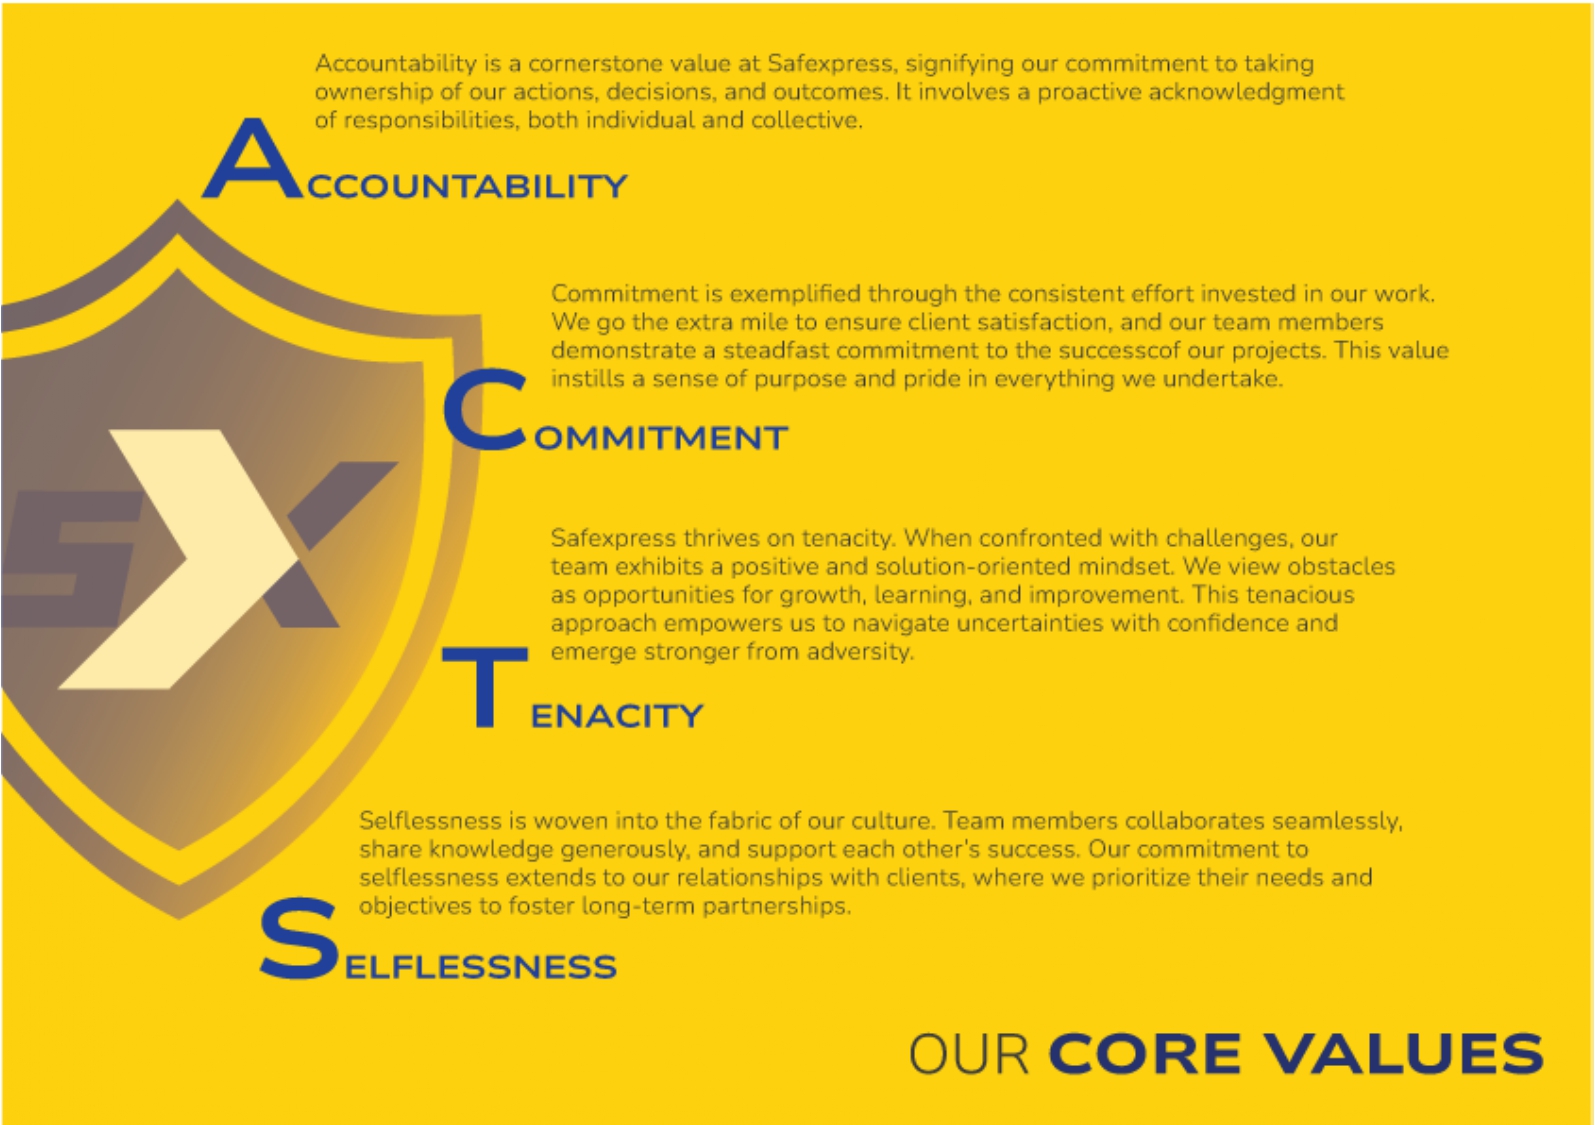 Accountability is a cornerstone value at Safexpress, signifying our commitment to taking
ownership of our actions, decisions, and outcomes. It involves a proactive acknowledgment
of responsibilities, both individual and collective.
ACCOUNTABILITY
Commitment is exemplified through the consistent effort invested in our work.
We go the extra mile to ensure client satisfaction, and our team members
demonstrate a steadfast commitment to the successcof our projects. This value
instills a sense of purpose and pride in everything we undertake.
COMMITMENT
SX
Safexpress thrives on tenacity. When confronted with challenges, our
team exhibits a positive and solution-oriented mindset. We view obstacles
as opportunities for growth, learning, and improvement. This tenacious
approach empowers us to navigate uncertainties with confidence and
emerge stronger from adversity.
TENACITY
Selflessness is woven into the fabric of our culture. Team members collaborates seamlessly,
share knowledge generously, and support each other's success. Our commitment to
selflessness extends to our relationships with clients, where we prioritize their needs and
objectives to foster long-term partnerships.
SELFLESSNESS
OUR CORE VALUES